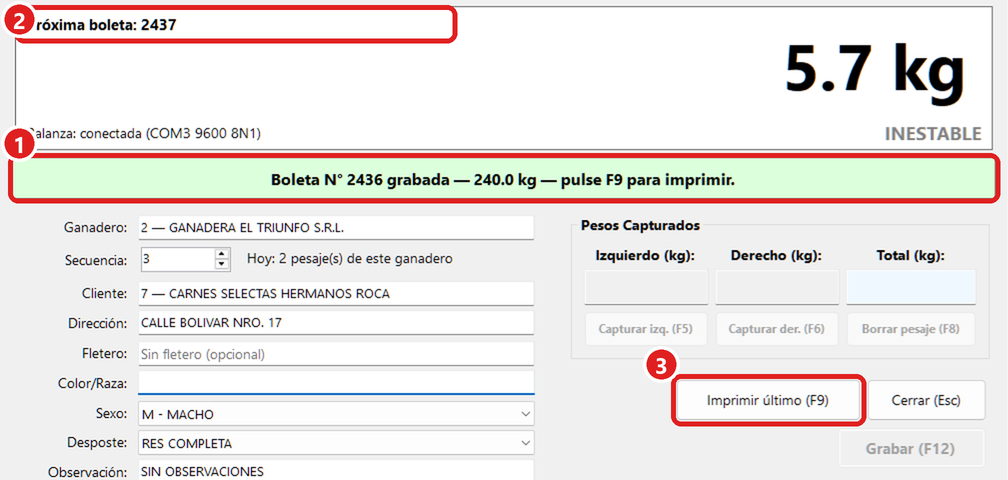 2
róxima boleta: 2437
5.7 kg
alanza: conectada (COM3 9600 8N1)
INESTABLE
1
Boleta N° 2436 grabada — 240.0 kg — pulse F9 para imprimir.
Ganadero: 2 — GANADERA EL TRIUNFO S.R.L.
Secuencia: 3 Hoy: 2 pesaje(s) de este ganadero
Cliente: 7 — CARNES SELECTAS HERMANOS ROCA
Dirección: CALLE BOLIVAR NRO. 17
Fletero: Sin fletero (opcional)
Color/Raza:
Sexo: M - MACHO
Desposte: RES COMPLETA
Observación: SIN OBSERVACIONES
Pesos Capturados
Izquierdo (kg): Derecho (kg): Total (kg):
Capturar izq. (F5) Capturar der. (F6) Borrar pesaje (F8)
3
Imprimir último (F9) Cerrar (Esc)
Grabar (F12)